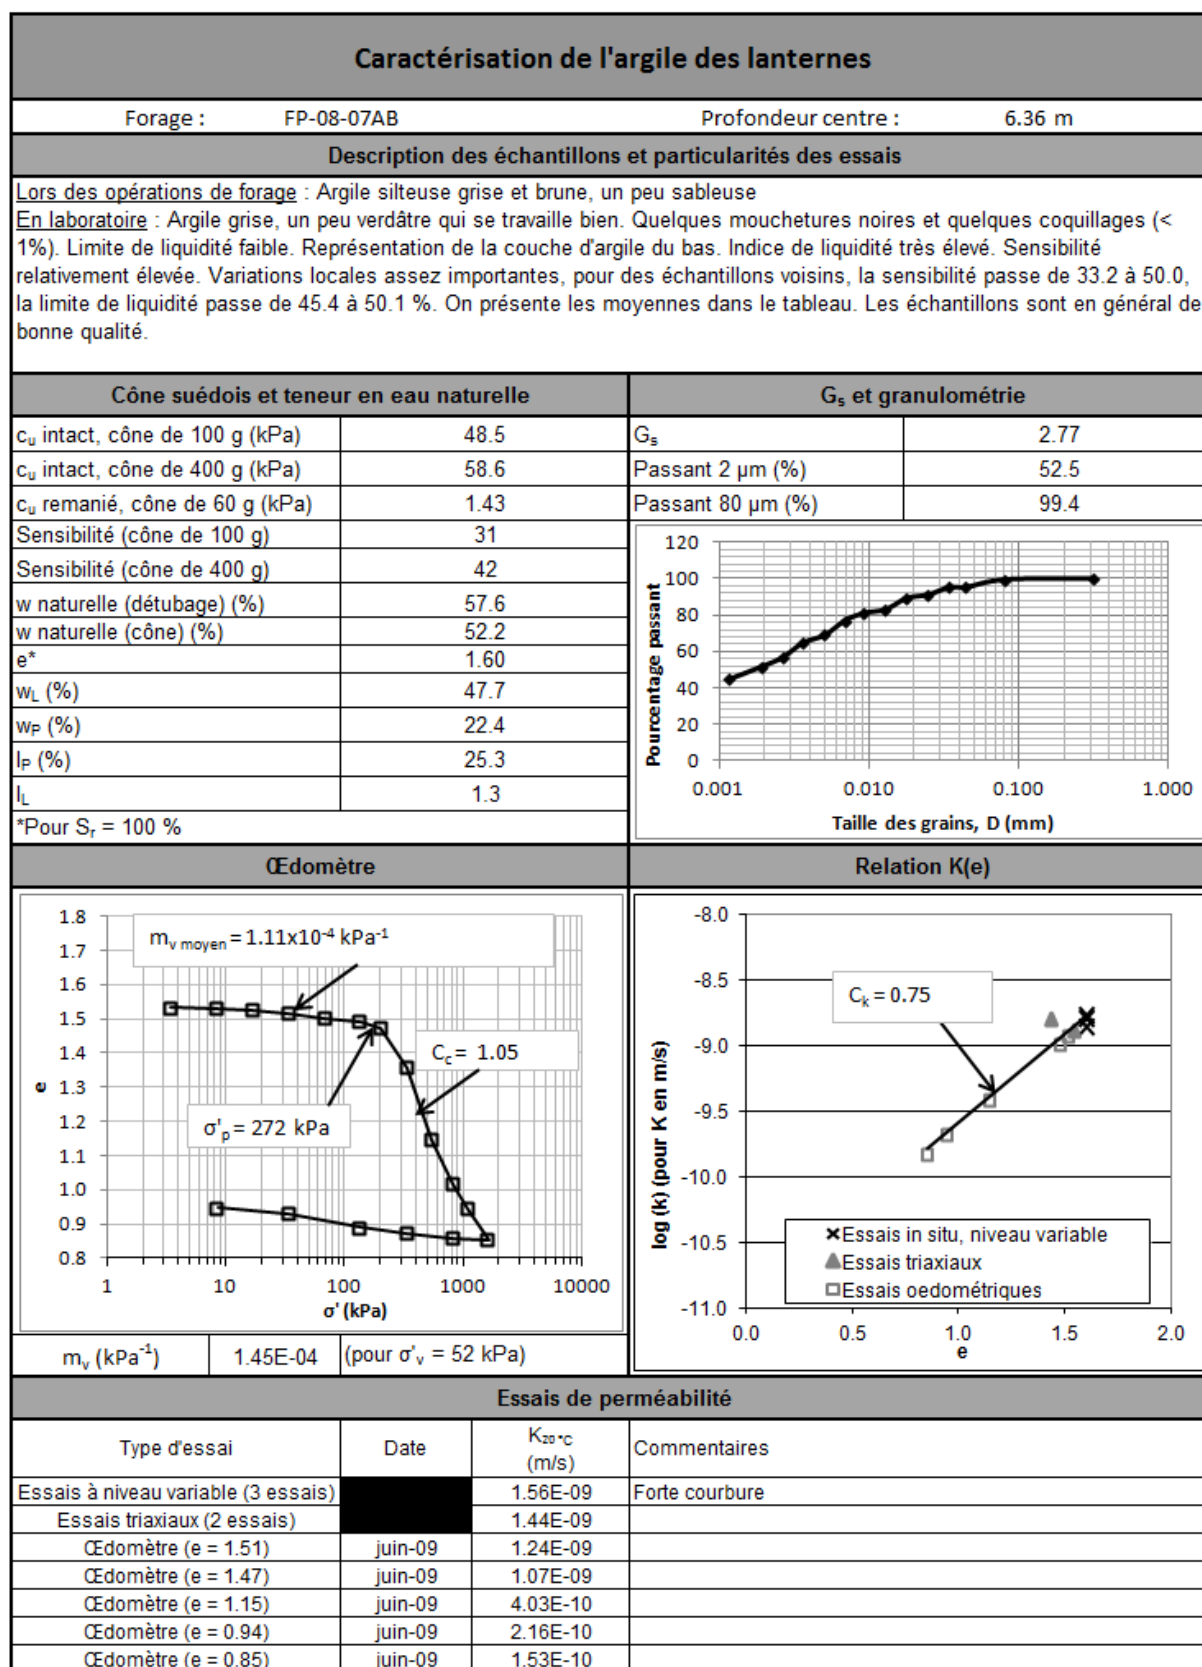 Caractérisation de l'argile des lanternes
Forage : FP-08-07AB Profondeur centre : 6.36 m
Description des échantillons et particularités des essais
Lors des opérations de forage : Argile silteuse grise et brune, un peu sableuse
En laboratoire : Argile grise, un peu verdâtre qui se travaille bien. Quelques mouchetures noires et quelques coquillages (<
1%). Limite de liquidité faible. Représentation de la couche d'argile du bas. Indice de liquidité très élevé. Sensibilité
relativement élevée. Variations locales assez importantes, pour des échantillons voisins, la sensibilité passe de 33.2 à 50.0,
la limite de liquidité passe de 45.4 à 50.1 %. On présente les moyennes dans le tableau. Les échantillons sont en général de
bonne qualité.
Cône suédois et teneur en eau naturelle
cu intact, cône de 100 g (kPa) 48.5
cu intact, cône de 400 g (kPa) 58.6
cu remanié, cône de 60 g (kPa) 1.43
Sensibilité (cône de 100 g) 31
Sensibilité (cône de 400 g) 42
w naturelle (détubage) (%) 57.6
w naturelle (cône) (%) 52.2
e* 1.60
wL (%) 47.7
wP (%) 22.4
IP (%) 25.3
IL 1.3
*Pour Sr = 100 %
Gs et granulométrie
Gs 2.77
Passant 2 µm (%) 52.5
Passant 80 µm (%) 99.4
Pourcentage passant
120
100
80
60
40
20
0
0.001 0.010 0.100 1.000
Taille des grains, D (mm)
Œdomètre
e
1.8
1.7
1.6
1.5
1.4
1.3
1.2
1.1
1.0
0.9
0.8
mv moyen = 1.11x10-4 kPa-1
Cc = 1.05
σ'p = 272 kPa
1 10 100 1000 10000
σ' (kPa)
mv (kPa-1) 1.45E-04 (pour σ'v = 52 kPa)
Relation K(e)
log (k) (pour K en m/s)
-8.0
-8.5
-9.0
-9.5
-10.0
-10.5
-11.0
Ck = 0.75
Essais in situ, niveau variable
Essais triaxiaux
Essais oedométriques
0.0 0.5 1.0 1.5 2.0
e
Essais de perméabilité
Type d'essai Date K20°C (m/s) Commentaires
Essais à niveau variable (3 essais) 1.56E-09 Forte courbure
Essais triaxiaux (2 essais) 1.44E-09
Œdomètre (e = 1.51) juin-09 1.24E-09
Œdomètre (e = 1.47) juin-09 1.07E-09
Œdomètre (e = 1.15) juin-09 4.03E-10
Œdomètre (e = 0.94) juin-09 2.16E-10
Œdomètre (e = 0.85) juin-09 1.53E-10